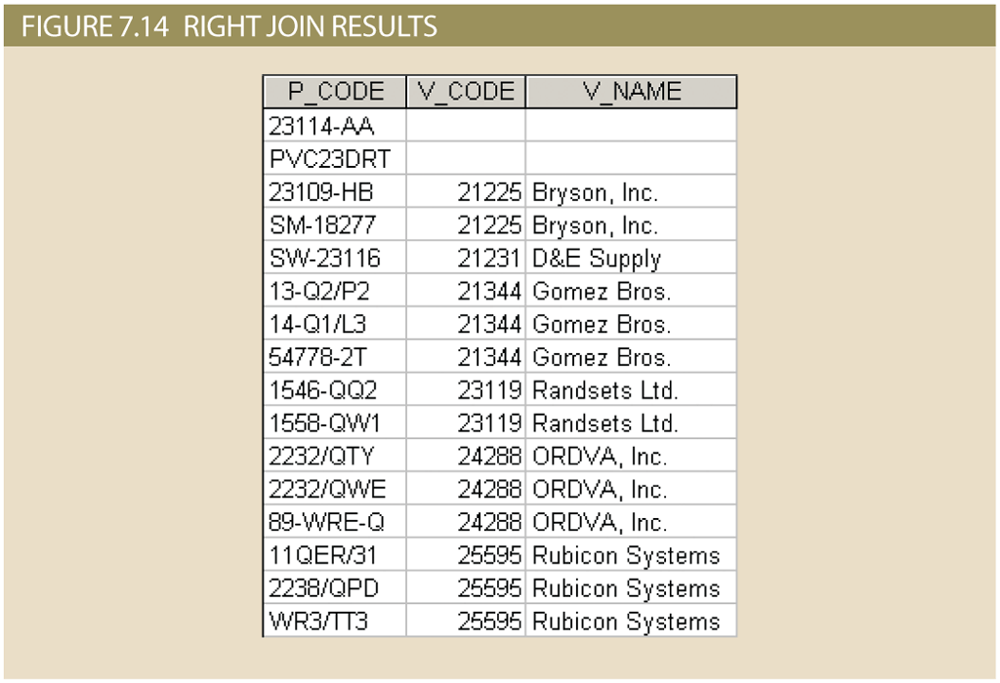 FIGURE 7.14 RIGHT JOIN RESULTS
P_CODE V_CODE V_NAME
23114-AA
PVC23DRT
23109-HB 21225 Bryson, Inc.
SM-18277 21225 Bryson, Inc.
SW-23116 21231 D&E Supply
13-Q2/P2 21344 Gomez Bros.
14-Q1/L3 21344 Gomez Bros.
54778-2T 21344 Gomez Bros.
1546-QQ2 23119 Randsets Ltd.
1558-QW1 23119 Randsets Ltd.
2232/QTY 24288 ORDVA, Inc.
2232/QWE 24288 ORDVA, Inc.
89-WRE-Q 24288 ORDVA, Inc.
11QER/31 25595 Rubicon Systems
2238/QPD 25595 Rubicon Systems
WR3/TT3 25595 Rubicon Systems